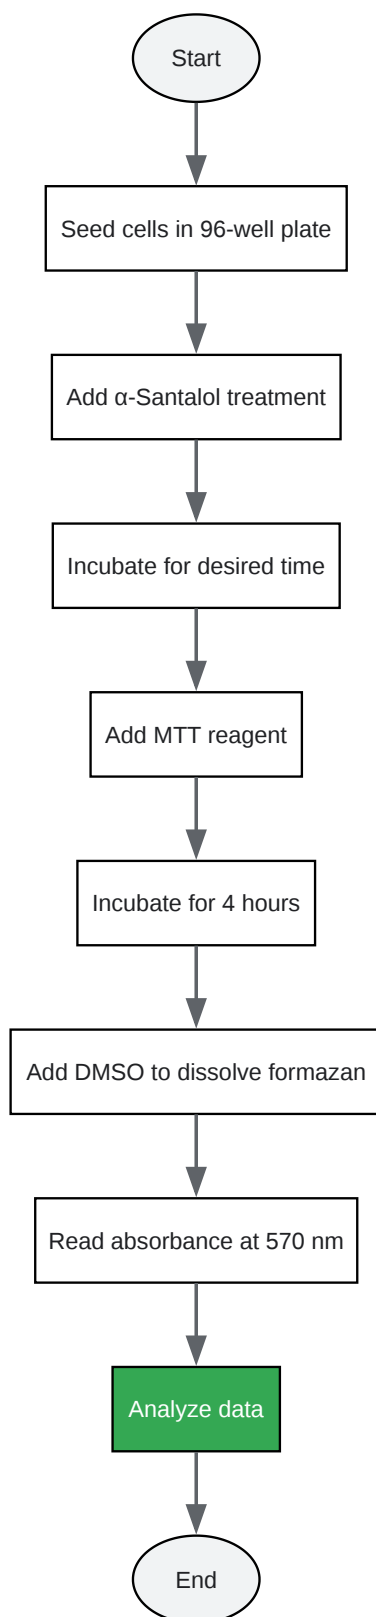 Start
Seed cells in 96-well plate
Add α-Santalol treatment
Incubate for desired time
Add MTT reagent
Incubate for 4 hours
Add DMSO to dissolve formazan
Read absorbance at 570 nm
Analyze data
End